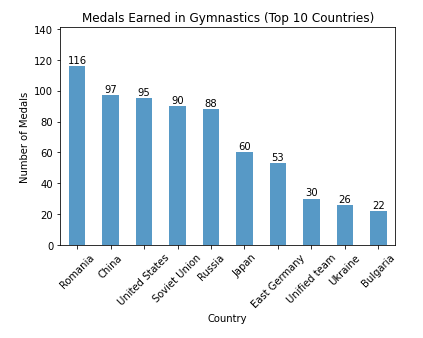 Medals Earned in Gymnastics (Top 10 Countries)
140
120
100
80
60
40
20
0
Number of Medals
116
97
95
90
88
60
53
30
26
22
Romania
China
United States
Soviet Union
Russia
Japan
East Germany
Unified team
Ukraine
Bulgaria
Country